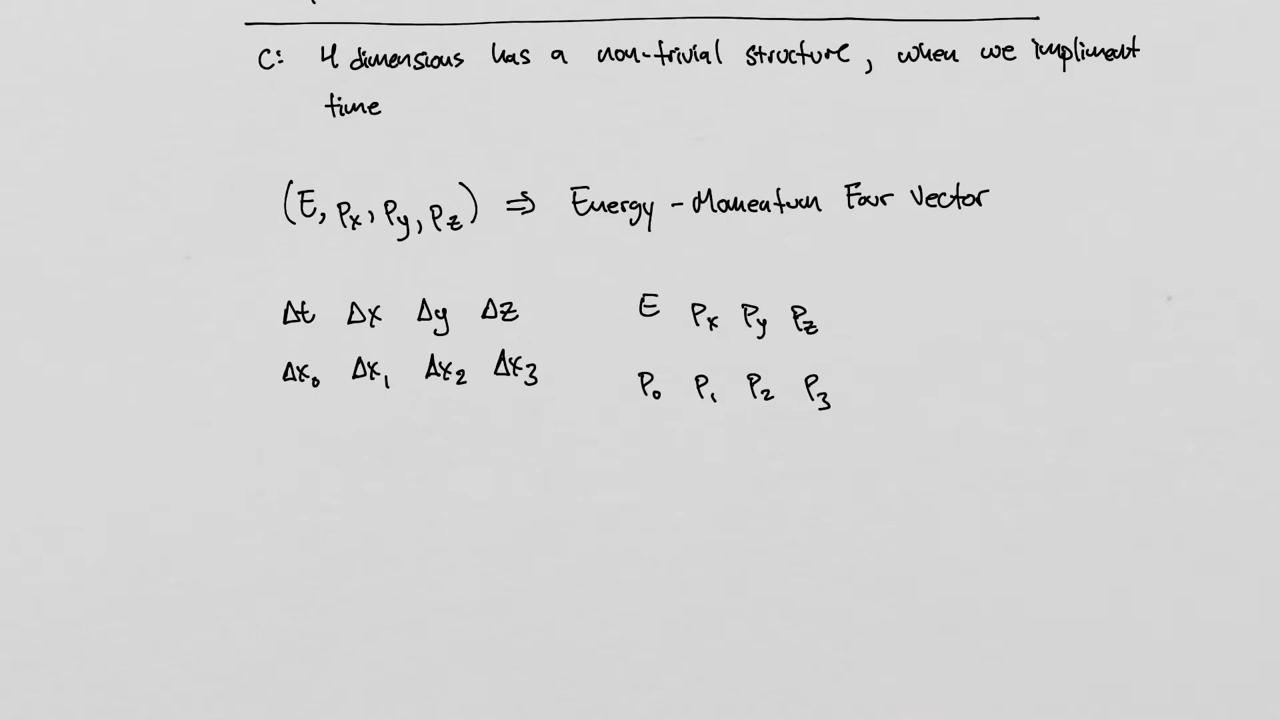 C: 4 dimensions has a non-trivial structure, when we impliment
time
(E, Px, Py, Pz) ⇒ Energy-Momentum Four Vector
Δt Δx Δy Δz E Px Py Pz
Δx₀ Δx₁ Δx₂ Δx₃ P₀ P₁ P₂ P₃